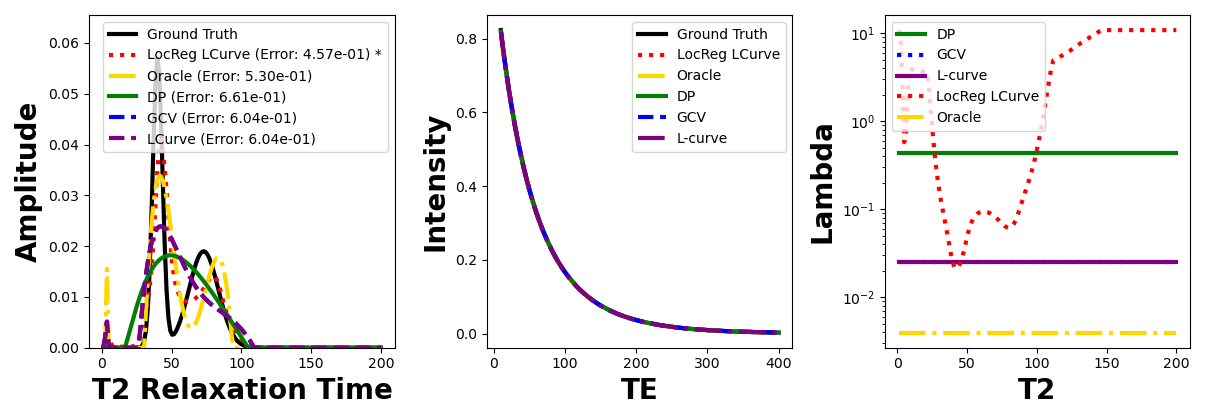 Amplitude
0.06
0.05
0.04
0.03
0.02
0.01
0.00
0 50 100 150 200
T2 Relaxation Time
Ground Truth
LocReg LCurve (Error: 4.57e-01) *
Oracle (Error: 5.30e-01)
DP (Error: 6.61e-01)
GCV (Error: 6.04e-01)
LCurve (Error: 6.04e-01)
Intensity
0.8
0.6
0.4
0.2
0.0
0 100 200 300 400
TE
Ground Truth
LocReg LCurve
Oracle
DP
GCV
L-curve
Lambda
10¹
10⁰
10⁻¹
10⁻²
0 50 100 150 200
T2
DP
GCV
L-curve
LocReg LCurve
Oracle